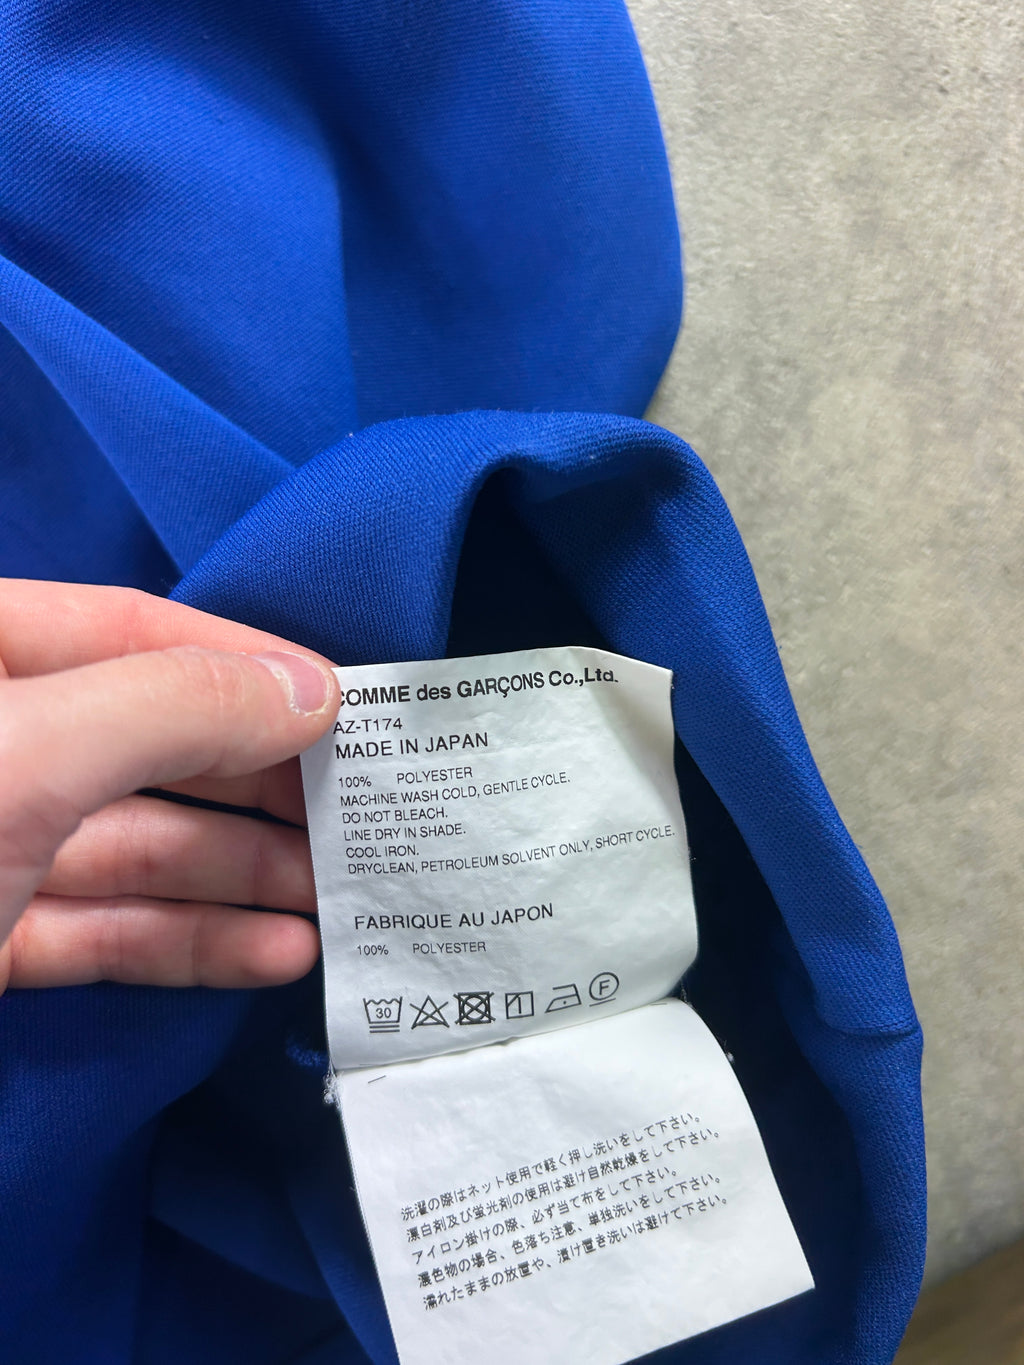 COMME des GARÇONS Co.,Ltd.
AZ-T174
MADE IN JAPAN
100% POLYESTER
MACHINE WASH COLD, GENTLE CYCLE.
DO NOT BLEACH.
LINE DRY IN SHADE.
COOL IRON.
DRYCLEAN, PETROLEUM SOLVENT ONLY, SHORT CYCLE.
FABRIQUE AU JAPON
100% POLYESTER
30
F
洗濯の際はネット使用で軽く押し洗いをして下さい。
漂白剤及び蛍光剤の使用は避け自然乾燥をして下さい。
アイロン掛けの際、必ず当て布をして下さい。
濃色物の場合、色落ち注意、単独洗いをして下さい。
濡れたままの放置や、漬け置き洗いは避けて下さい。